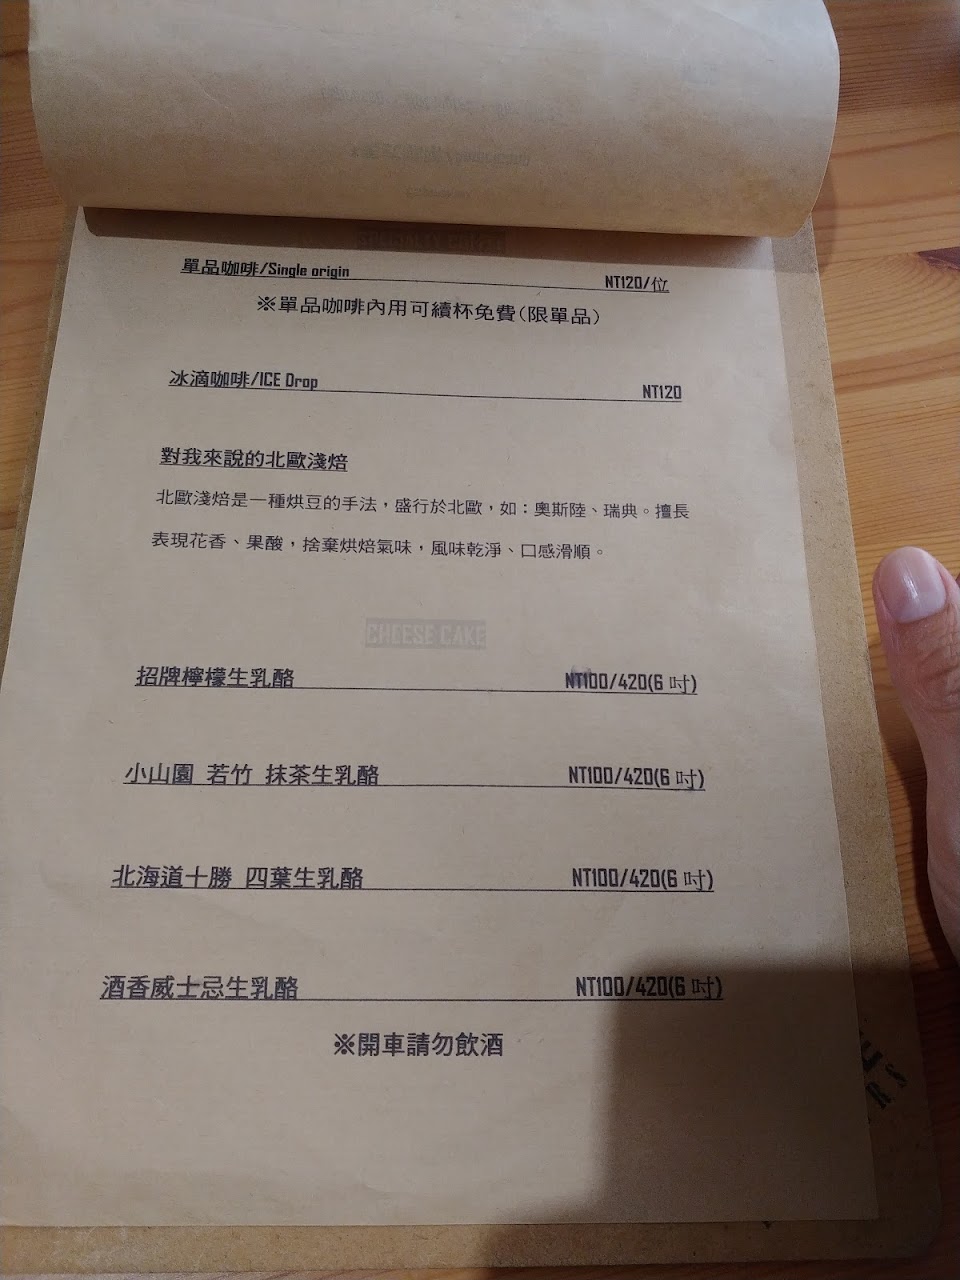 SPECIALTY COFFEE
單品咖啡/Single origin NT120/位
※單品咖啡內用可續杯免費(限單品)
冰滴咖啡/ICE Drop NT120
對我來說的北歐淺焙
北歐淺焙是一種烘豆的手法，盛行於北歐，如：奧斯陸、瑞典。擅長
表現花香、果酸，捨棄烘焙氣味，風味乾淨、口感滑順。
CHEESE CAKE
招牌檸檬生乳酪 NT100/420(6 吋)
小山園 若竹 抹茶生乳酪 NT100/420(6 吋)
北海道十勝 四葉生乳酪 NT100/420(6 吋)
酒香威士忌生乳酪 NT100/420(6 吋)
※開車請勿飲酒